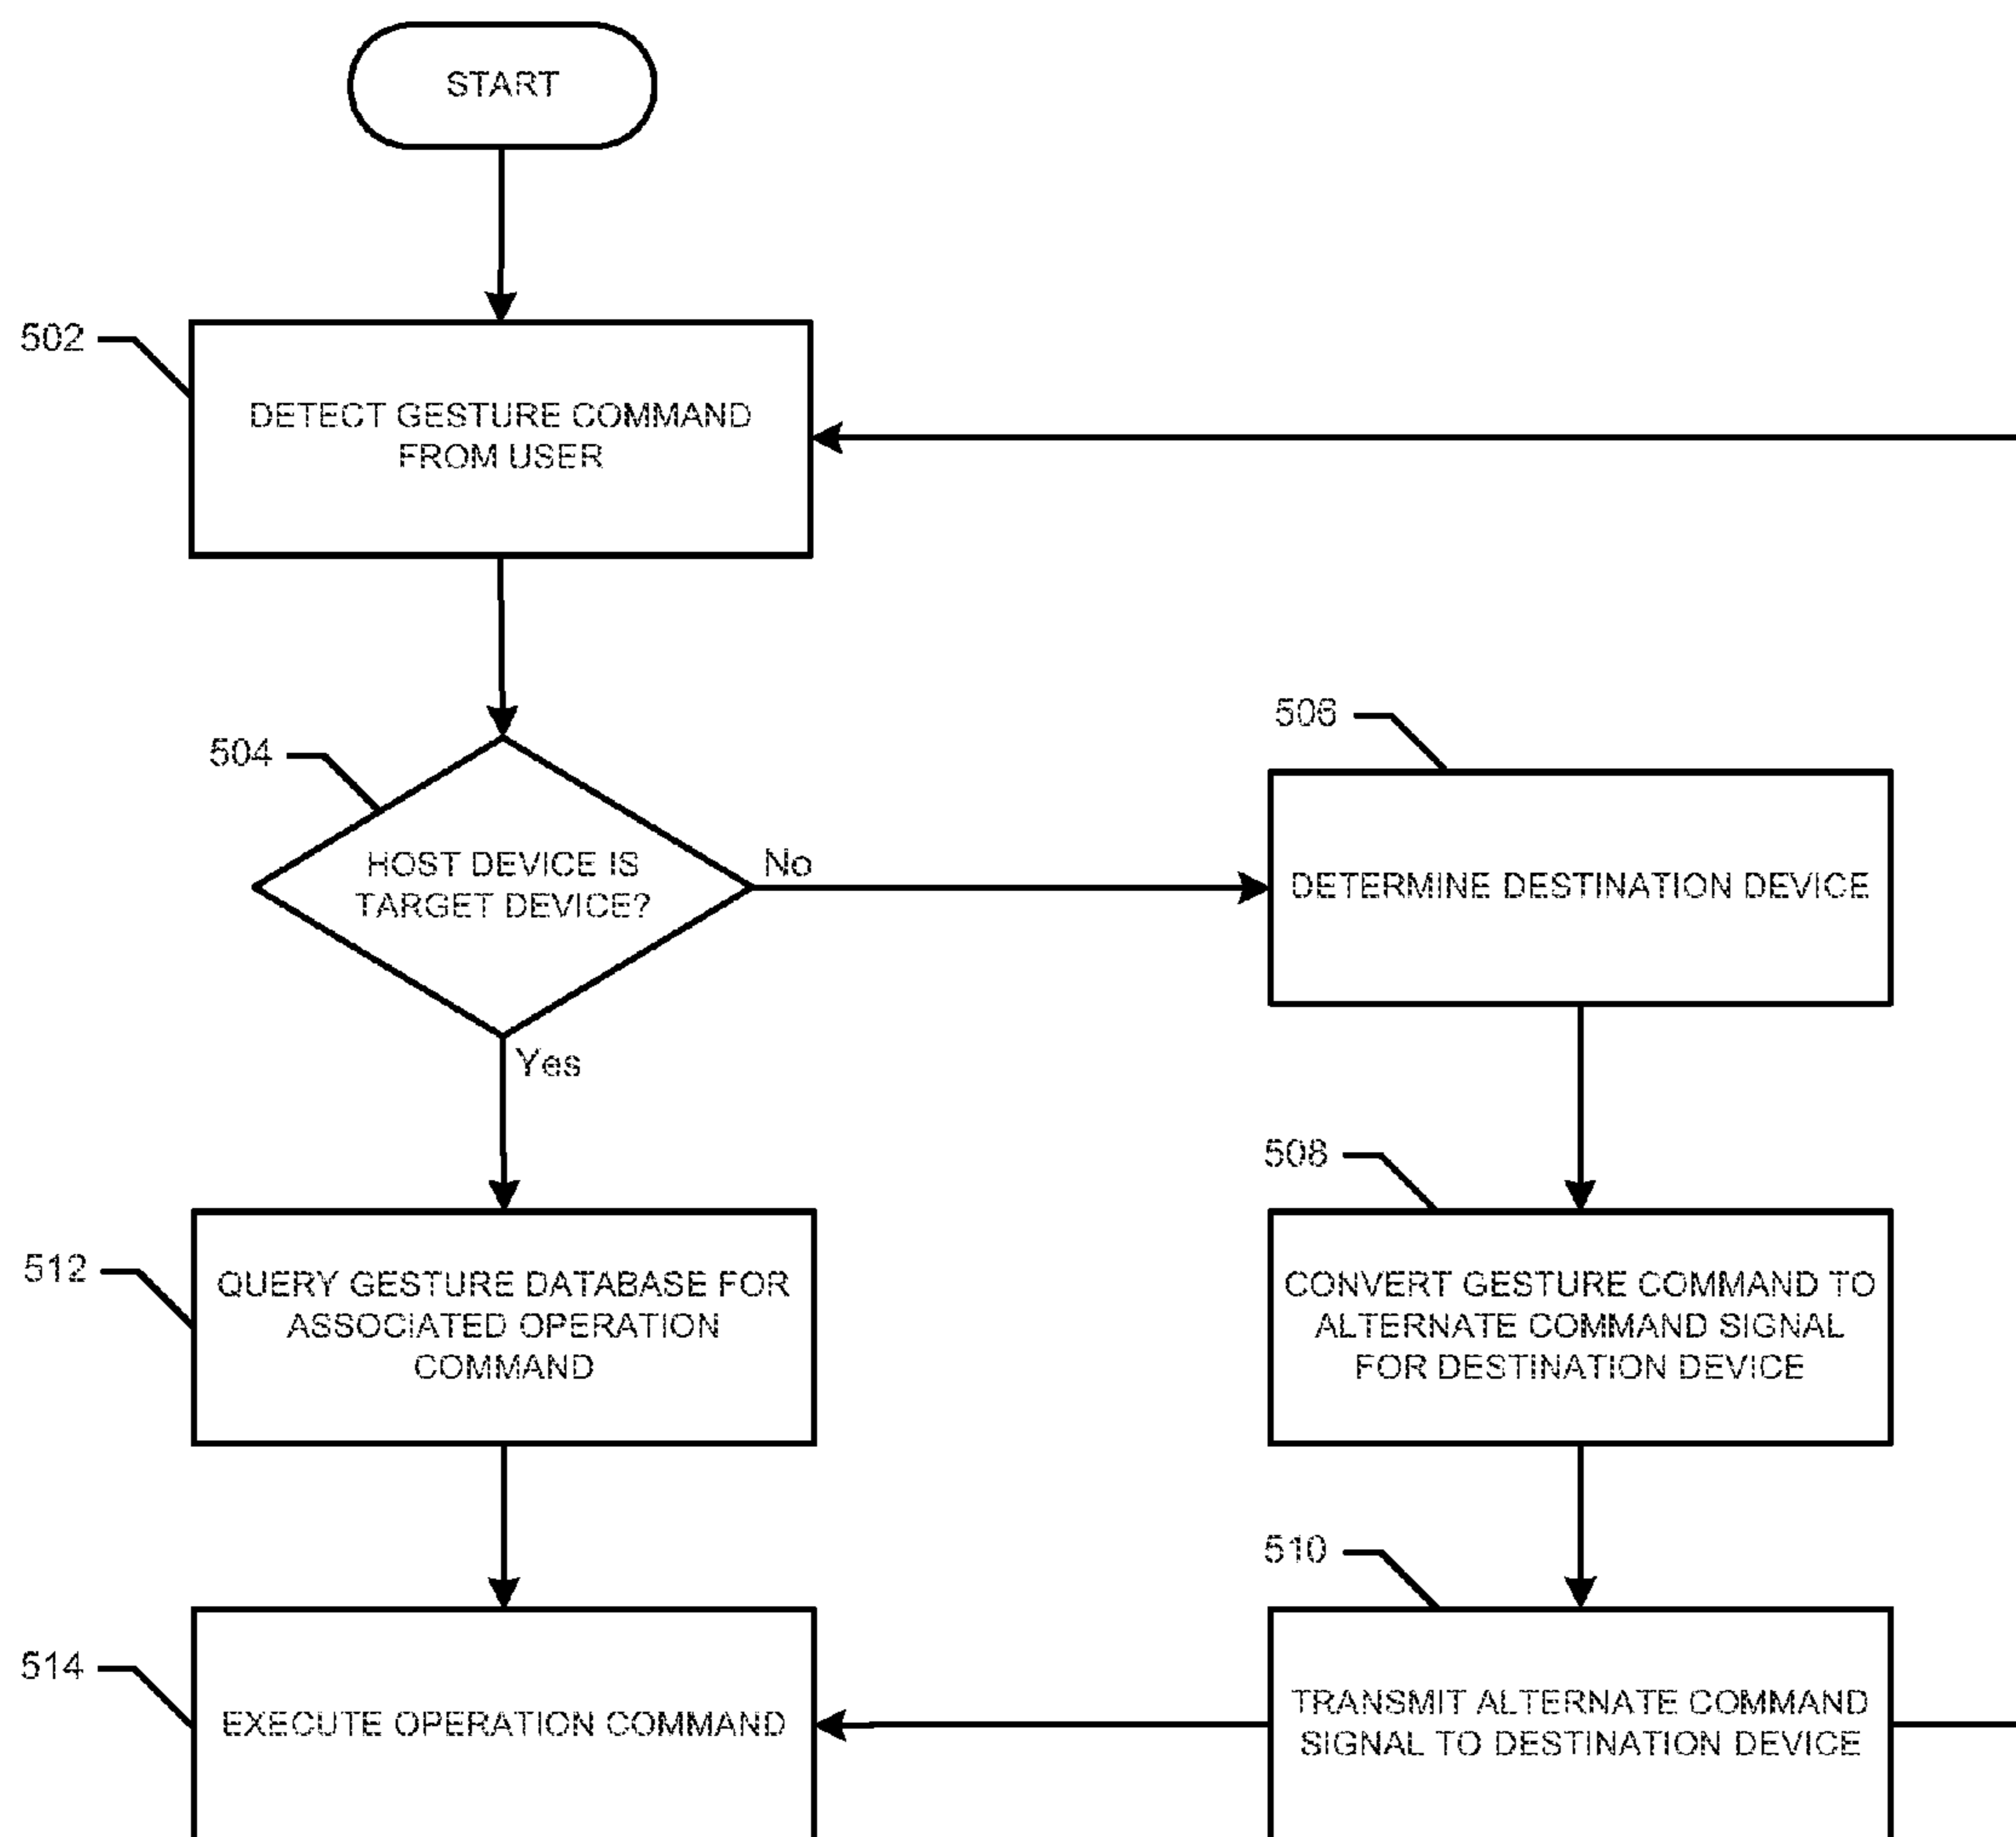 START
502
DETECT GESTURE COMMAND
FROM USER
504
HOST DEVICE IS
TARGET DEVICE?
No
Yes
506
DETERMINE DESTINATION DEVICE
508
CONVERT GESTURE COMMAND TO
ALTERNATE COMMAND SIGNAL
FOR DESTINATION DEVICE
512
QUERY GESTURE DATABASE FOR
ASSOCIATED OPERATION
COMMAND
510
TRANSMIT ALTERNATE COMMAND
SIGNAL TO DESTINATION DEVICE
514
EXECUTE OPERATION COMMAND